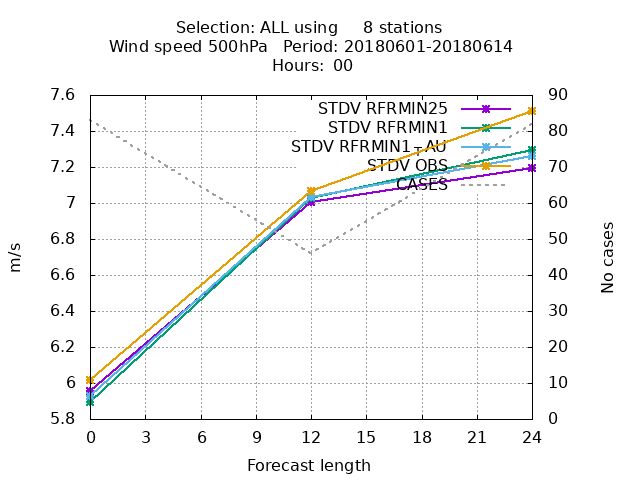 Selection: ALL using 8 stations
Wind speed 500hPa Period: 20180601-20180614
Hours: 00
7.6
7.4
7.2
7
6.8
6.6
6.4
6.2
6
5.8
m/s
STDV RFRMIN25
STDV RFRMIN1
STDV RFRMIN1_AU
STDV OBS
CASES
90
80
70
60
50
40
30
20
10
0
No cases
0 3 6 9 12 15 18 21 24
Forecast length